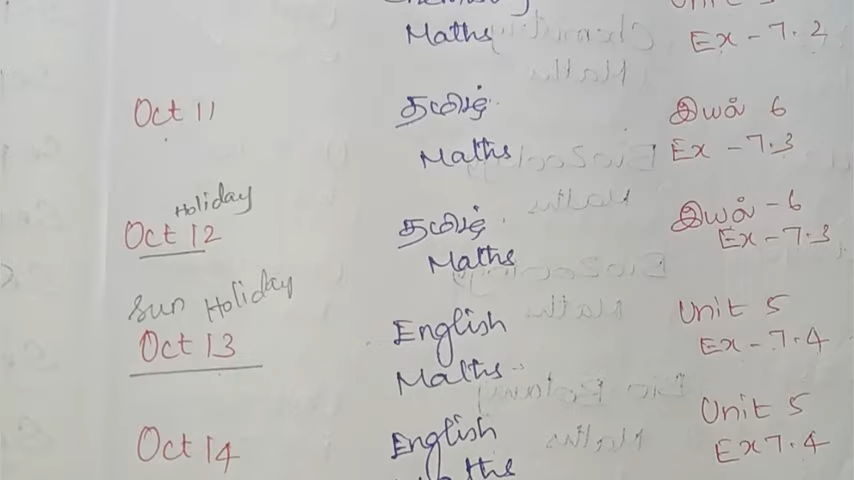 Maths Ex - 7.2
Oct 11 தமிழ் இயல் 6
Maths Ex - 7.3
Holiday
Oct 12 தமிழ் இயல் - 6
Maths Ex - 7.3
Sun Holiday
Oct 13 English Unit 5
Maths Ex - 7.4
Oct 14 English Unit 5
Maths Ex 7.4